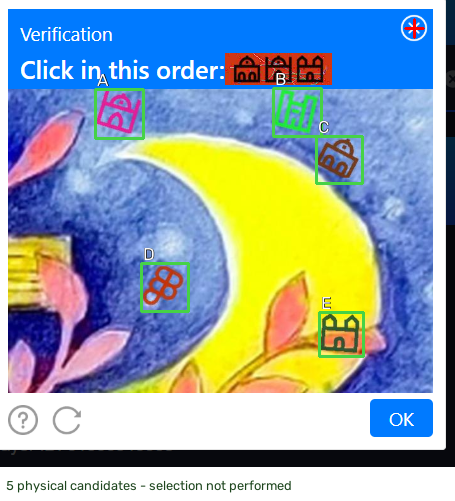 Verification
Click in this order:
A
B
C
D
E
OK
5 physical candidates - selection not performed